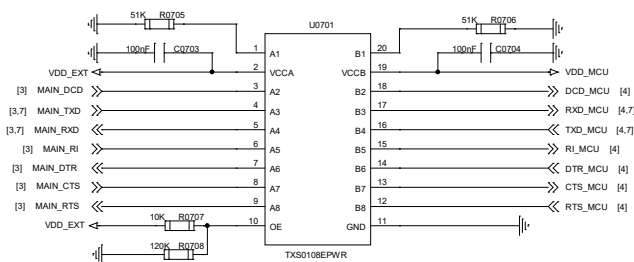 51K R0705 U0701 51K R0706
1 A1 B1 20
100nF C0703 100nF C0704
VDD_EXT 2 VCCA VCCB 19 VDD_MCU
[3] MAIN_DCD 3 A2 B2 18 DCD_MCU [4]
[3,7] MAIN_TXD 4 A3 B3 17 RXD_MCU [4,7]
[3,7] MAIN_RXD 5 A4 B4 16 TXD_MCU [4,7]
[3] MAIN_RI 6 A5 B5 15 RI_MCU [4]
[3] MAIN_DTR 7 A6 B6 14 DTR_MCU [4]
[3] MAIN_CTS 8 A7 B7 13 CTS_MCU [4]
[3] MAIN_RTS 9 A8 B8 12 RTS_MCU [4]
VDD_EXT 10K R0707 10 OE GND 11
120K R0708 TXS0108EPWR